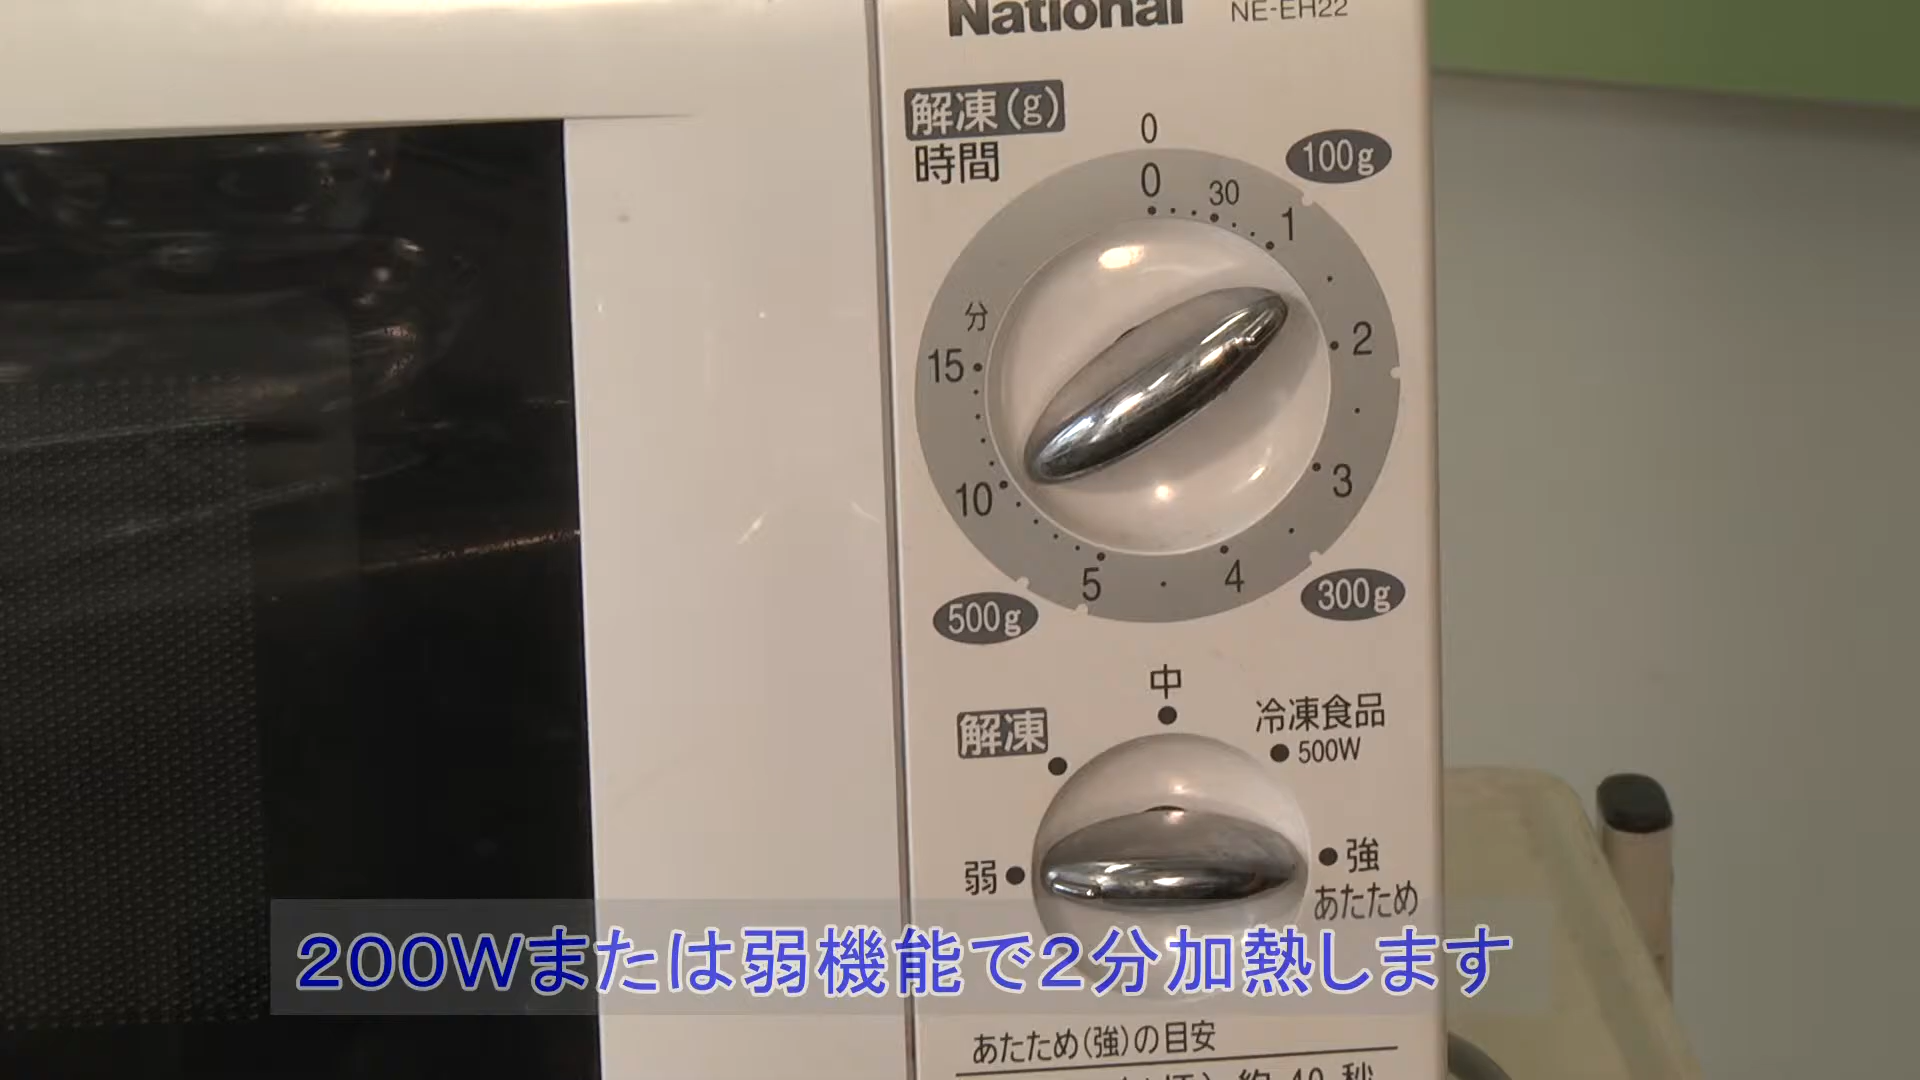 National NE-EH22
解凍(g)
時間
0
100g
0
30
1
分
15
2
10
3
5
4
500g
300g
中
解凍
冷凍食品
500W
弱
強
あたため
200Wまたは弱機能で2分加熱します
あたため(強)の目安